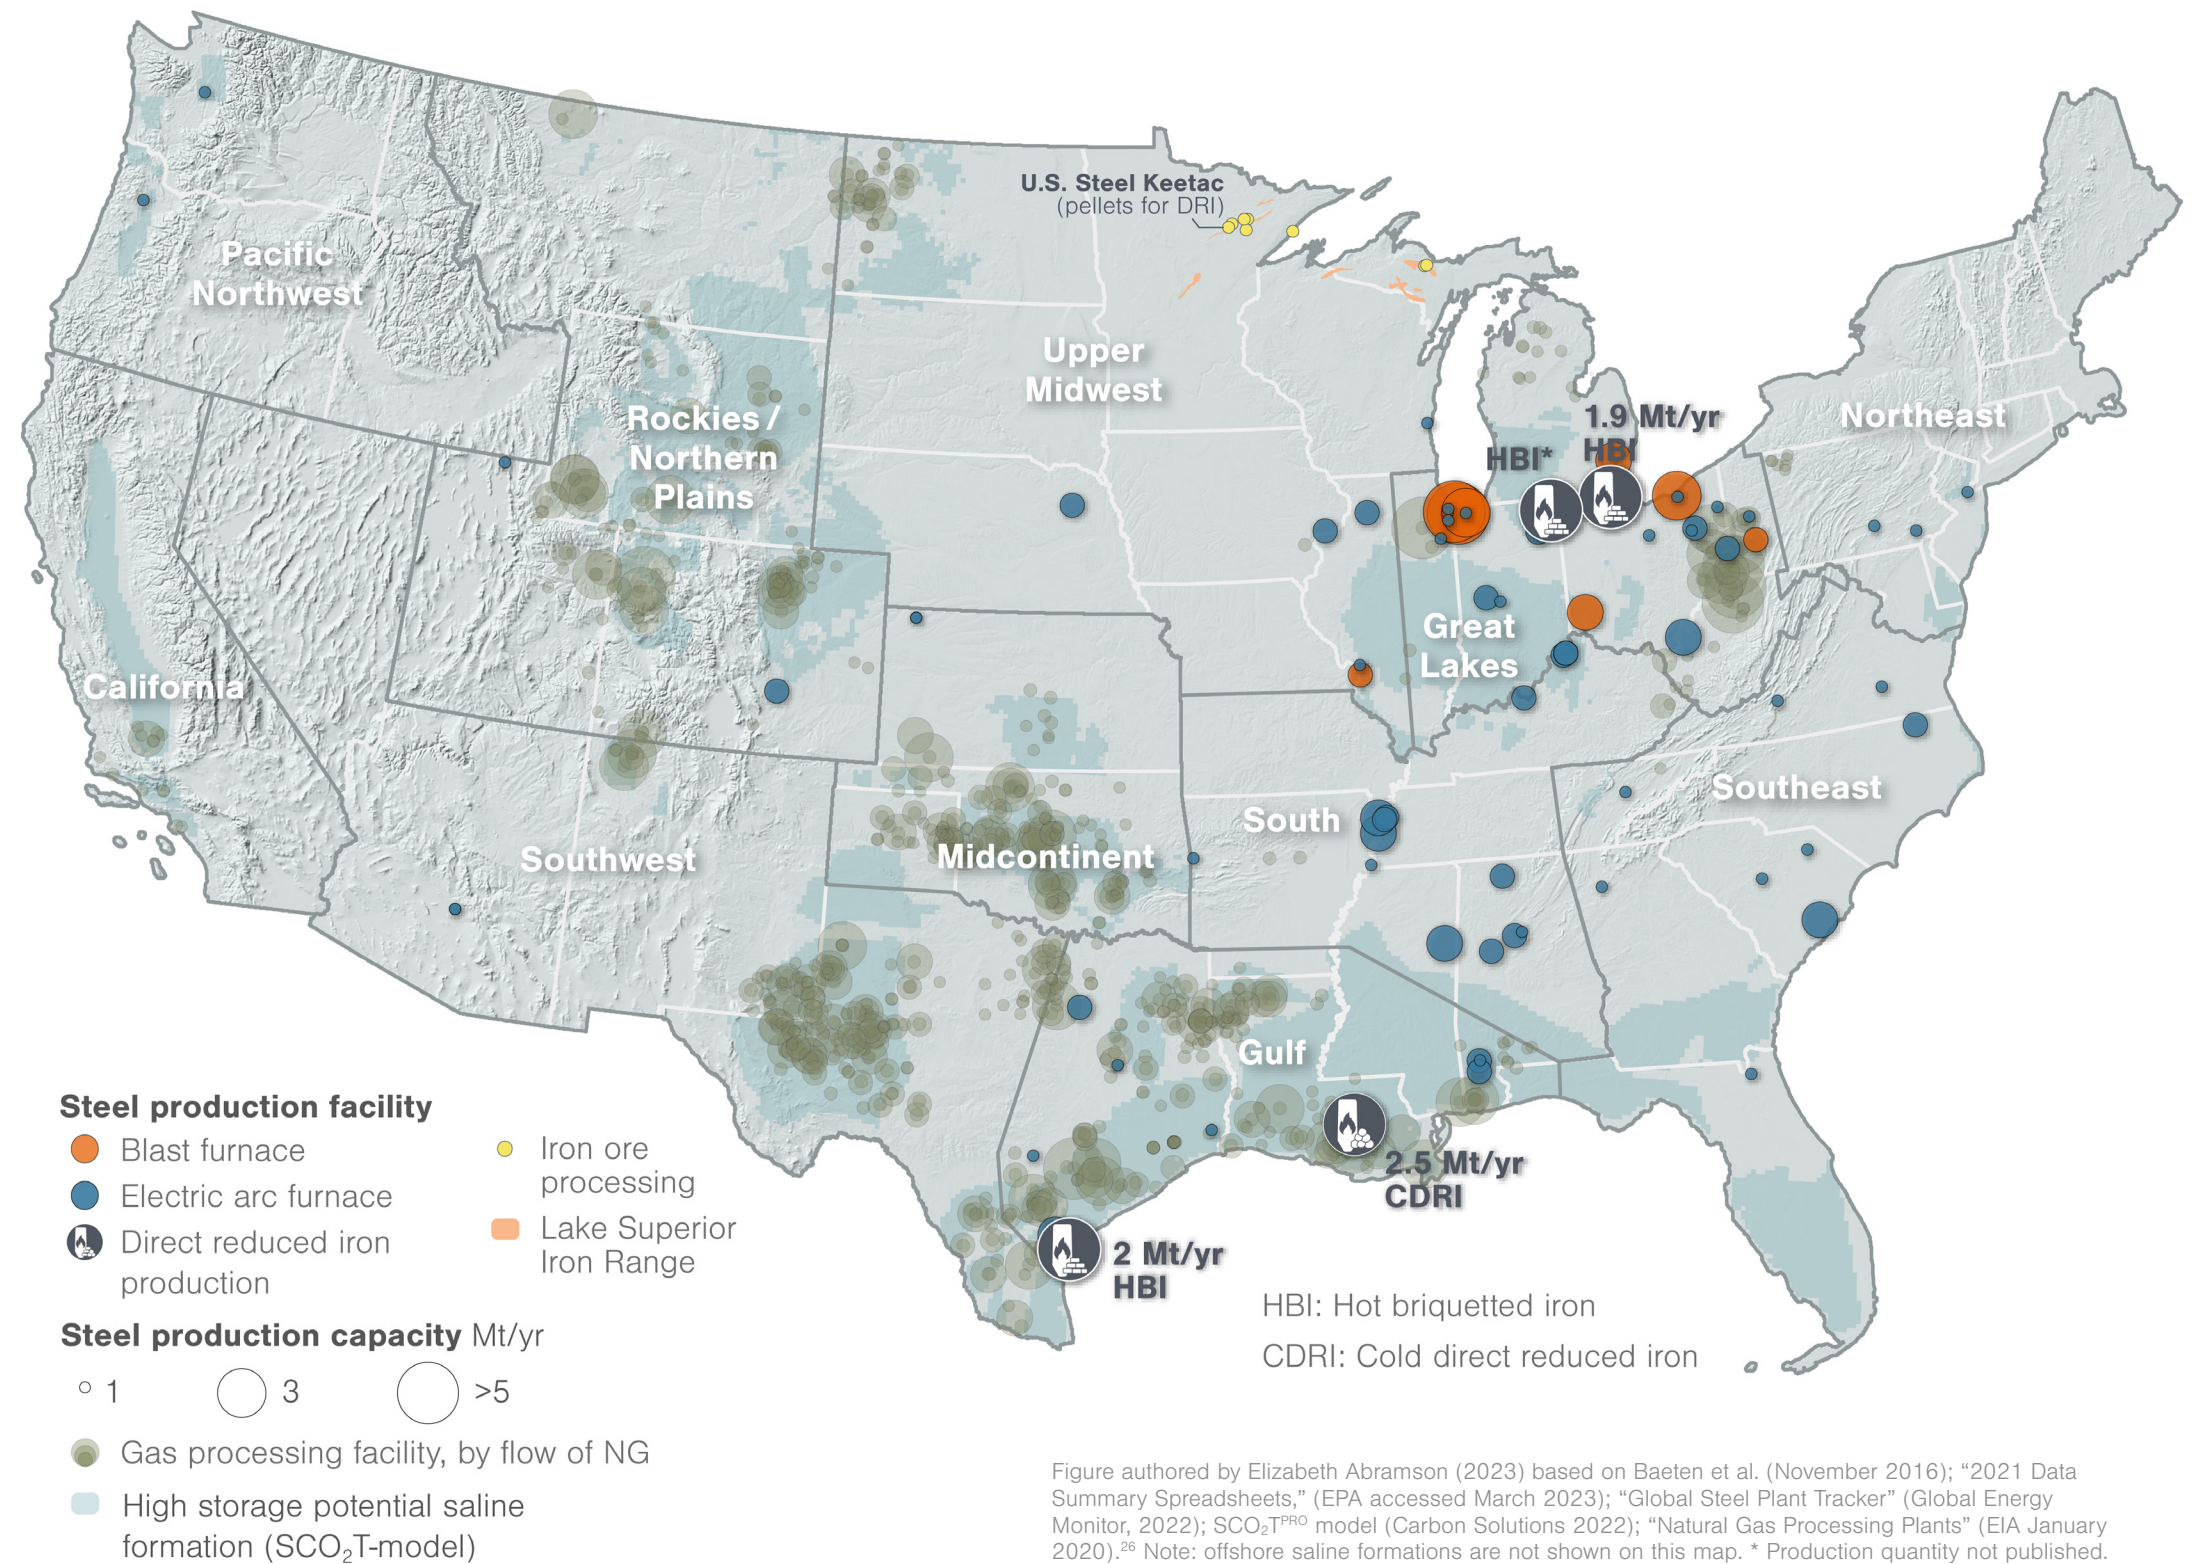 U.S. Steel Keetac
(pellets for DRI)
Pacific
Northwest
Upper
Midwest
Rockies /
Northern
Plains
1.9 Mt/yr
HBI
HBI*
Northeast
Great
Lakes
California
Southeast
South
Midcontinent
Southwest
Gulf
2.5 Mt/yr
CDRI
2 Mt/yr
HBI
Steel production facility
Blast furnace
Electric arc furnace
Direct reduced iron
production
Iron ore
processing
Lake Superior
Iron Range
Steel production capacity Mt/yr
1
3
>5
Gas processing facility, by flow of NG
High storage potential saline
formation (SCO₂T-model)
HBI: Hot briquetted iron
CDRI: Cold direct reduced iron
Figure authored by Elizabeth Abramson (2023) based on Baeten et al. (November 2016); “2021 Data
Summary Spreadsheets,” (EPA accessed March 2023); “Global Steel Plant Tracker” (Global Energy
Monitor, 2022); SCO₂Tᴾᴿᴼ model (Carbon Solutions 2022); “Natural Gas Processing Plants” (EIA January
2020).²⁶ Note: offshore saline formations are not shown on this map. * Production quantity not published.